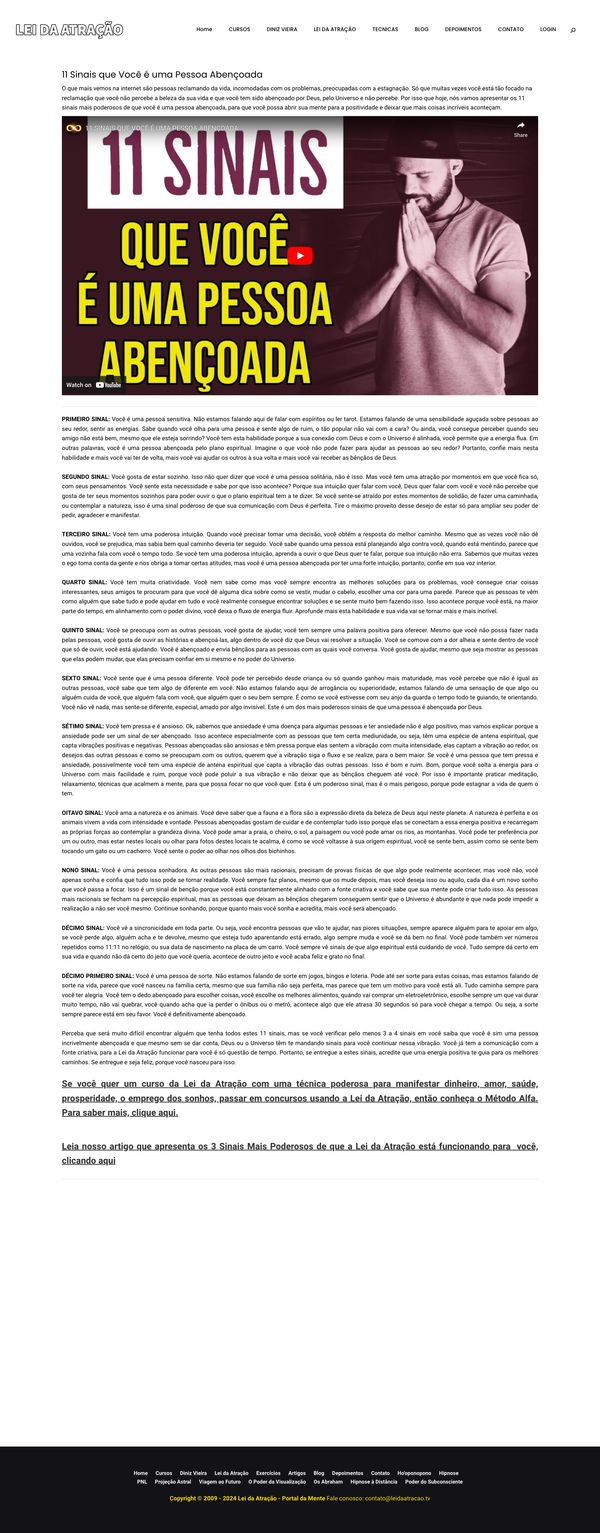 LEI DA ATRAÇÃO
Home CURSOS DINIZ VIEIRA LEI DA ATRAÇÃO TECNICAS BLOG DEPOIMENTOS CONTATO LOGIN
11 Sinais que Você é uma Pessoa Abençoada
O que mais vemos na internet são pessoas reclamando da vida, incomodadas com os problemas, preocupadas com a estagnação. Só que muitas vezes você está tão focado na
reclamação que você não percebe a beleza da sua vida e que você tem sido abençoado por Deus, pelo Universo e não percebe. Por isso que hoje, nós vamos apresentar os 11
sinais mais poderosos de que você é uma pessoa abençoada, para que você possa abrir sua mente para a positividade e deixar que mais coisas incríveis aconteçam.
11 SINAIS QUE VOCÊ É UMA PESSOA ABENÇOADA
Share
11 SINAIS
QUE VOCÊ
É UMA PESSOA
ABENÇOADA
Watch on YouTube
PRIMEIRO SINAL: Você é uma pessoa sensitiva. Não estamos falando aqui de falar com espíritos ou ler tarot. Estamos falando de uma sensibilidade aguçada sobre pessoas ao
seu redor, sentir as energias. Sabe quando você olha para uma pessoa e sente algo de ruim, o tão popular não vai com a cara? Ou ainda, você consegue perceber quando seu
amigo não está bem, mesmo que ele esteja sorrindo? Você tem esta habilidade porque a sua conexão com Deus e com o Universo é alinhada, você permite que a energia flua. Em
outras palavras, você é uma pessoa abençoada pelo plano espiritual. Imagine o que você não pode fazer para ajudar as pessoas ao seu redor? Portanto, confie mais nesta
habilidade e mais você vai ter de volta, mais você vai ajudar os outros à sua volta e mais você vai receber as bênçãos de Deus.
SEGUNDO SINAL: Você gosta de estar sozinho. Isso não quer dizer que você é uma pessoa solitária, não é isso. Mas você tem uma atração por momentos em que você fica só,
com seus pensamentos. Você sente esta necessidade e sabe por que isso acontece? Porque sua intuição quer falar com você, Deus quer falar com você e você não percebe que
gosta de ter seus momentos sozinhos para poder ouvir o que o plano espiritual tem a te dizer. Se você sente-se atraído por estes momentos de solidão, de fazer uma caminhada,
ou contemplar a natureza, isso é uma sinal poderoso de que sua comunicação com Deus é perfeita. Tire o máximo proveito desse desejo de estar só para ampliar seu poder de
pedir, agradecer e manifestar.
TERCEIRO SINAL: Você tem uma poderosa intuição. Quando você precisar tomar uma decisão, você obtém a resposta do melhor caminho. Mesmo que as vezes você não dê
ouvidos, você se prejudica, mas sabia bem qual caminho deveria ter seguido. Você sabe quando uma pessoa está planejando algo contra você, quando está mentindo, parece que
uma vozinha fala com você o tempo todo. Se você tem uma poderosa intuição, aprenda a ouvir o que Deus quer te falar, porque sua intuição não erra. Sabemos que muitas vezes
o ego toma conta da gente e nos obriga a tomar certas atitudes, mas você é uma pessoa abençoada por ter uma forte intuição, portanto, confie em sua voz interior.
QUARTO SINAL: Você tem muita criatividade. Você nem sabe como mas você sempre encontra as melhores soluções para os problemas, você consegue criar coisas
interessantes, seus amigos te procuram para que você dê alguma dica sobre como se vestir, mudar o cabelo, escolher uma cor para uma parede. Parece que as pessoas te vêm
como alguém que sabe tudo e pode ajudar em tudo e você realmente consegue encontrar soluções e se sente muito bem fazendo isso. Isso acontece porque você está, na maior
parte do tempo, em alinhamento com o poder divino, você deixa o fluxo de energia fluir. Aprofunde mais esta habilidade e sua vida vai se tornar mais e mais incrível.
QUINTO SINAL: Você se preocupa com as outras pessoas, você gosta de ajudar, você tem sempre uma palavra positiva para oferecer. Mesmo que você não possa fazer nada
pelas pessoas, você gosta de ouvir as histórias e abençoá-las, algo dentro de você diz que Deus vai resolver a situação. Você se comove com a dor alheia e sente dentro de você
que só de ouvir, você está ajudando. Você é abençoado e envia bênçãos para as pessoas com as quais você conversa. Você gosta de ajudar, mesmo que seja mostrar as pessoas
que elas podem mudar, que elas precisam confiar em si mesmo e no poder do Universo.
SEXTO SINAL: Você sente que é uma pessoa diferente. Você pode ter percebido desde criança ou só quando ganhou mais maturidade, mas você percebe que não é igual as
outras pessoas, você sabe que tem algo de diferente em você. Não estamos falando aqui de arrogância ou superioridade, estamos falando de uma sensação de que algo ou
alguém cuida de você, que alguém fala com você, que alguém quer o seu bem sempre. É como se você estivesse com seu anjo da guarda o tempo todo te guiando, te orientando.
Você não vê nada, mas sente-se diferente, especial, amado por algo invisível. Este é um dos mais poderosos sinais de que uma pessoa é abençoada por Deus.
SÉTIMO SINAL: Você tem pressa e é ansioso. Ok, sabemos que ansiedade é uma doença para algumas pessoas e ter ansiedade não é algo positivo, mas vamos explicar porque a
ansiedade pode ser um sinal de ser abençoado. Isso acontece especialmente com as pessoas que tem certa mediunidade, ou seja, têm uma espécie de antena espiritual, que
capta vibrações positivas e negativas. Pessoas abençoadas são ansiosas e têm pressa porque elas sentem a vibração com muita intensidade, elas captam a vibração ao redor, os
desejos das outras pessoas e como se preocupam com os outros, querem que a vibração siga o fluxo e se realize, para o bem maior. Se você é uma pessoa que tem pressa e
ansiedade, possivelmente você tem uma espécie de antena espiritual que capta a vibração das outras pessoas. Isso é bom e ruim. Bom, porque você solta a energia para o
Universo com mais facilidade e ruim, porque você pode poluir a sua vibração e não deixar que as bênçãos cheguem até você. Por isso é importante praticar meditação,
relaxamento, técnicas que acalmem a mente, para que você possa focar no que você quer. Esta é um poderoso sinal, mas é o mais perigoso, porque pode estagnar a vida de quem o
tem.
OITAVO SINAL: Você ama a natureza e os animais. Você deve saber que a fauna e a flora são a expressão direta da beleza de Deus aqui neste planeta. A natureza é perfeita e os
animais vivem a vida com intensidade e vontade. Pessoas abençoadas gostam de cuidar e de contemplar tudo isso porque elas se conectam a essa energia positiva e recarregam
as próprias forças ao contemplar a grandeza divina. Você pode amar a praia, o cheiro, o sol, a paisagem ou você pode amar os rios, as montanhas. Você pode ter preferência por
um ou outro, mas estar nestes locais ou olhar para fotos destes locais te acalma, é como se você voltasse à sua origem espiritual, você se sente bem, assim como se sente bem
tocando um gato ou um cachorro. Você sente o poder ao olhar nos olhos dos bichinhos.
NONO SINAL: Você é uma pessoa sonhadora. As outras pessoas são mais racionais, precisam de provas físicas de que algo pode realmente acontecer, mas você não, você
apenas sonha e confia que tudo isso pode se tornar realidade. Você sempre faz planos, mesmo que os mude depois, mas você deseja isso ou aquilo, cada dia é um novo sonho
que você passa a focar. Isso é um sinal de benção porque você está constantemente alinhado com a fonte criativa e você sabe que sua mente pode criar tudo isso. As pessoas
mais racionais se fecham na percepção espiritual, mas as pessoas que deixam as bênçãos chegarem conseguem sentir que o Universo é abundante e que nada pode impedir a
realização a não ser você mesmo. Continue sonhando, porque quanto mais você sonha e acredita, mais você será abençoado.
DÉCIMO SINAL: Você vê a sincronicidade em toda parte. Ou seja, você encontra pessoas que vão te ajudar, nas piores situações, sempre aparece alguém para te apoiar em algo,
se você perde algo, alguém acha e te devolve, mesmo que esteja tudo aparentando está errado, algo sempre muda e você se dá bem no final. Você pode também ver números
repetidos como 11:11 no relógio, ou sua data de nascimento na placa de um carro. Você sempre vê sinais de que algo espiritual está cuidando de você. Tudo sempre dá certo em
sua vida e quando não dá certo do jeito que você queria, acontece de outro jeito e você acaba feliz e grato no final.
DÉCIMO PRIMEIRO SINAL: Você é uma pessoa de sorte. Não estamos falando de sorte em jogos, bingos e loteria. Pode até ser sorte para estas coisas, mas estamos falando de
sorte na vida, parece que você nasceu na família certa, mesmo que sua família não seja perfeita, mas parece que tem um motivo para você está ali. Tudo caminha sempre para
você ter alegria. Você tem o dedo abençoado para escolher coisas, você escolhe os melhores alimentos, quando vai comprar um eletroeletrônico, escolhe sempre um que vai durar
muito tempo, não vai quebrar, você quando acha que ia perder o ônibus ou o metrô, acontece algo que ele atrasa 30 segundos só para você chegar a tempo. Ou seja, a sorte
sempre parece está em seu favor. Você é definitivamente abençoado.
Perceba que será muito difícil encontrar alguém que tenha todos estes 11 sinais, mas se você verificar pelo menos 3 a 4 sinais em você saiba que você é sim uma pessoa
incrivelmente abençoada e que mesmo sem se dar conta, Deus ou o Universo têm te mandando sinais para você continuar nessa vibração. Você já tem a comunicação com a
fonte criativa, para a Lei da Atração funcionar para você é só questão de tempo. Portanto, se entregue a estes sinais, acredite que uma energia positiva te guia para os melhores
caminhos. Se entregue e seja feliz, porque você nasceu para isso.
Se você quer um curso da Lei da Atração com uma técnica poderosa para manifestar dinheiro, amor, saúde,
prosperidade, o emprego dos sonhos, passar em concursos usando a Lei da Atração, então conheça o Método Alfa.
Para saber mais, clique aqui.
Leia nosso artigo que apresenta os 3 Sinais Mais Poderosos de que a Lei da Atração está funcionando para você,
clicando aqui
Home Cursos Diniz Vieira Lei da Atração Exercícios Artigos Blog Depoimentos Contato Ho'oponopono Hipnose
PNL Projeção Astral Viagem ao Futuro O Poder da Visualização Os Abraham Hipnose à Distância Poder do Subconsciente
Copyright © 2009 - 2024 Lei da Atração - Portal da Mente Fale conosco: contato@leidaatracao.tv